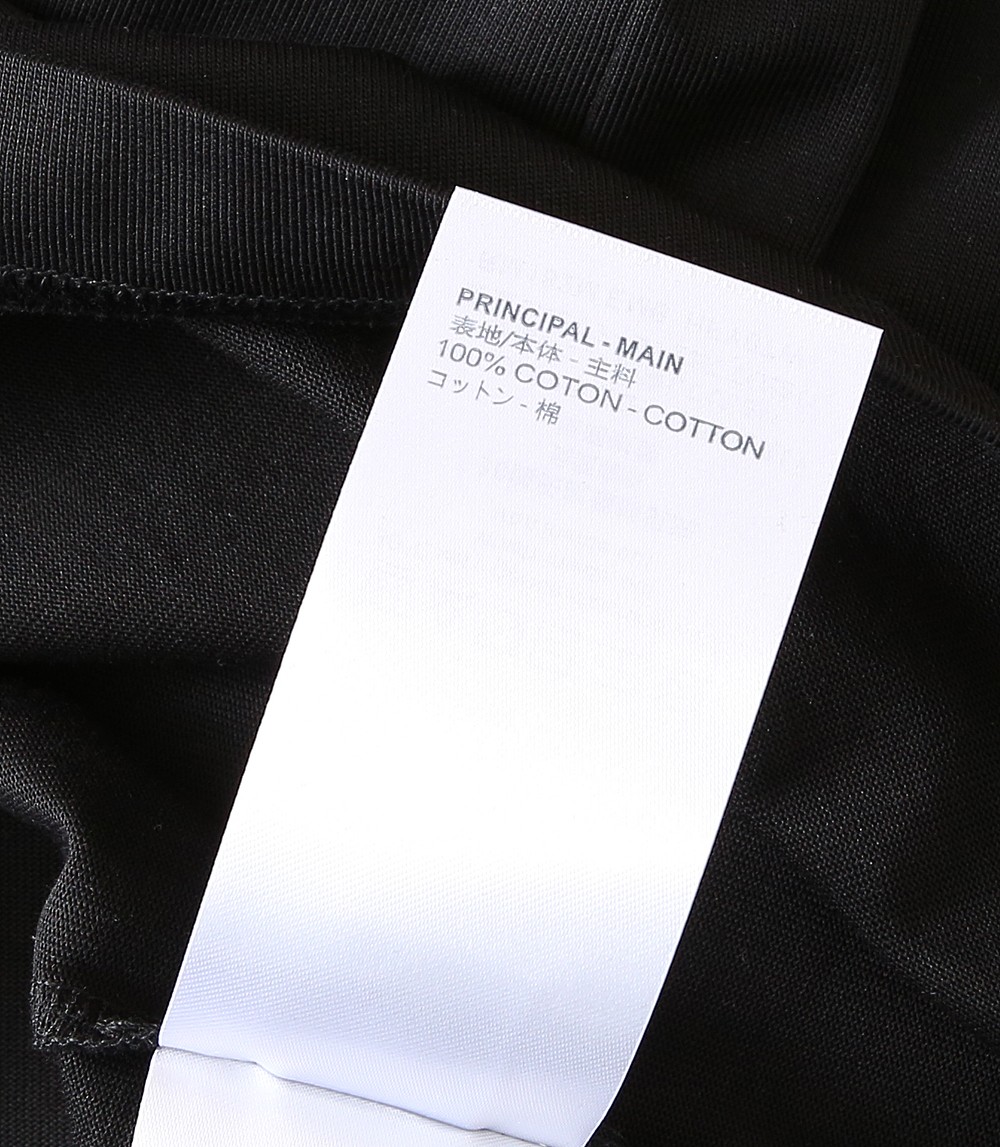 PRINCIPAL - MAIN
表地/本体 - 主料
100% COTON - COTTON
コットン - 棉